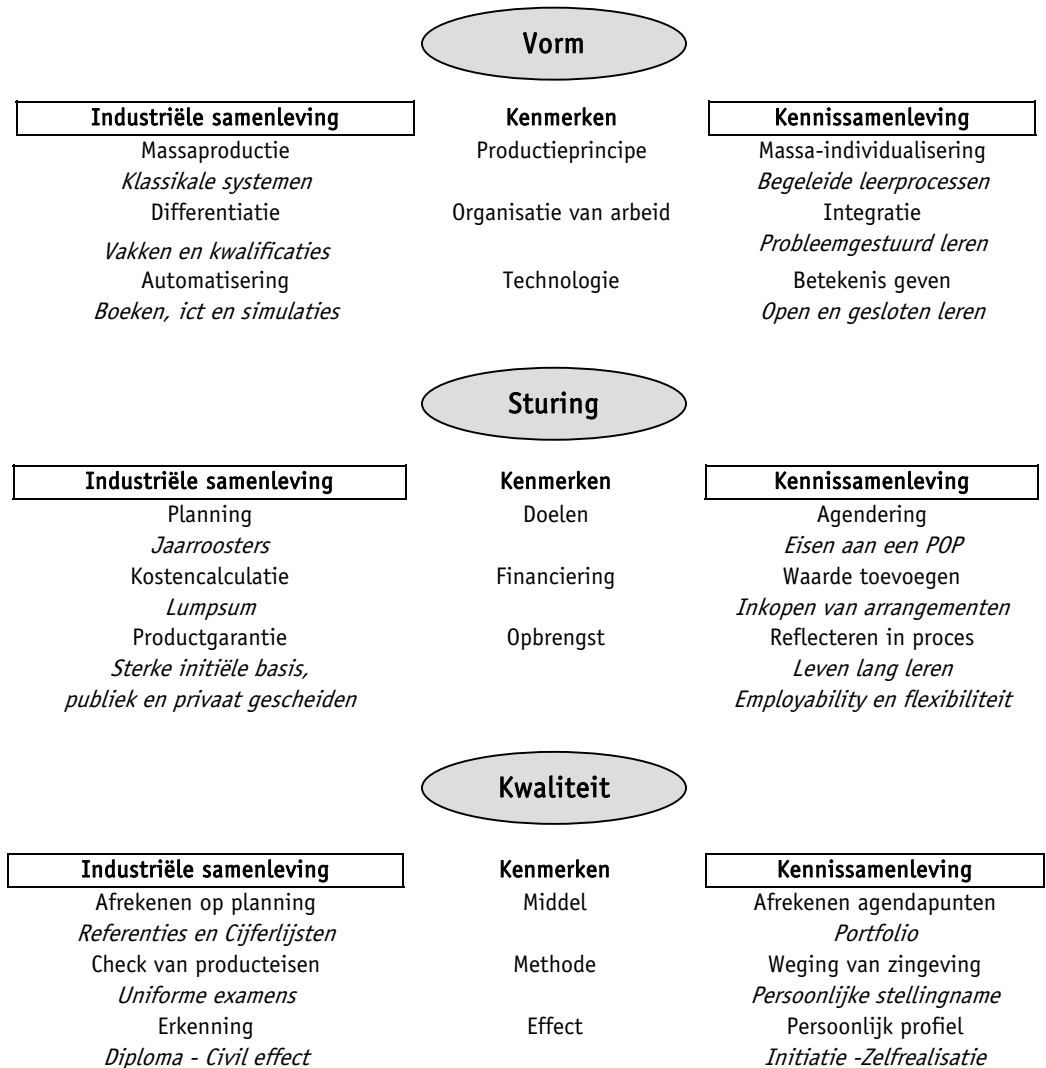 Vorm
Industriële samenleving Kenmerken Kennissamenleving
Massaproductie Productieprincipe Massa-individualisering
Klassikale systemen Begeleide leerprocessen
Differentiatie Organisatie van arbeid Integratie
Vakken en kwalificaties Probleemgestuurd leren
Automatisering Technologie Betekenis geven
Boeken, ict en simulaties Open en gesloten leren
Sturing
Industriële samenleving Kenmerken Kennissamenleving
Planning Doelen Agendering
Jaarroosters Eisen aan een POP
Kostencalculatie Financiering Waarde toevoegen
Lumpsum Inkopen van arrangementen
Productgarantie Opbrengst Reflecteren in proces
Sterke initiële basis, Leven lang leren
publiek en privaat gescheiden Employability en flexibiliteit
Kwaliteit
Industriële samenleving Kenmerken Kennissamenleving
Afrekenen op planning Middel Afrekenen agendapunten
Referenties en Cijferlijsten Portfolio
Check van producteisen Methode Weging van zingeving
Uniforme examens Persoonlijke stellingname
Erkenning Effect Persoonlijk profiel
Diploma - Civil effect Initiatie -Zelfrealisatie